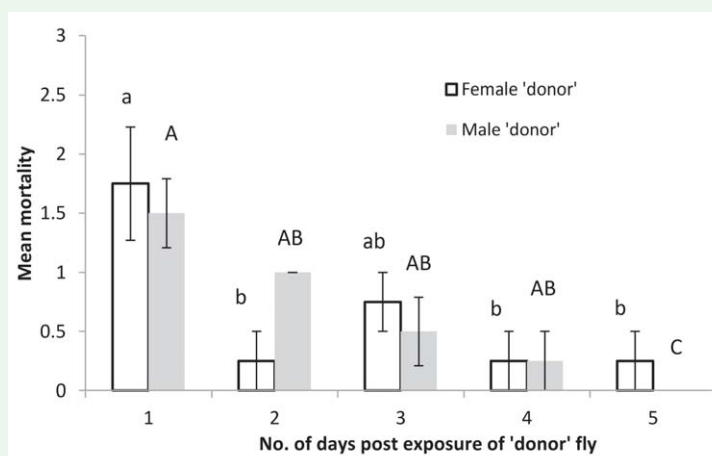 3
2.5
2
1.5
1
0.5
0
Mean mortality
a
A
b
AB
ab
AB
b
AB
b
C
Female 'donor'
Male 'donor'
1 2 3 4 5
No. of days post exposure of 'donor' fly